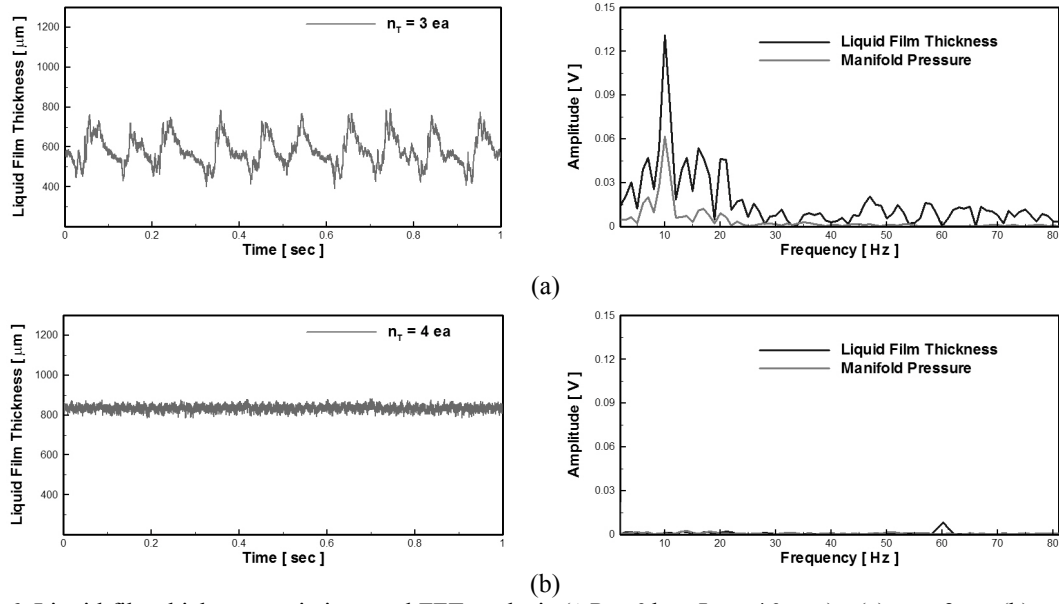 1200
1000
800
600
400
Liquid Film Thickness [ μm ]
n_T = 3 ea
0 0.2 0.4 0.6 0.8 1
Time [ sec ]
0.15
0.12
0.09
0.06
0.03
0
Amplitude [ V ]
Liquid Film Thickness
Manifold Pressure
10 20 30 40 50 60 70 80
Frequency [ Hz ]
(a)
1200
1000
800
600
400
Liquid Film Thickness [ μm ]
n_T = 4 ea
0 0.2 0.4 0.6 0.8 1
Time [ sec ]
0.15
0.12
0.09
0.06
0.03
0
Amplitude [ V ]
Liquid Film Thickness
Manifold Pressure
10 20 30 40 50 60 70 80
Frequency [ Hz ]
(b)